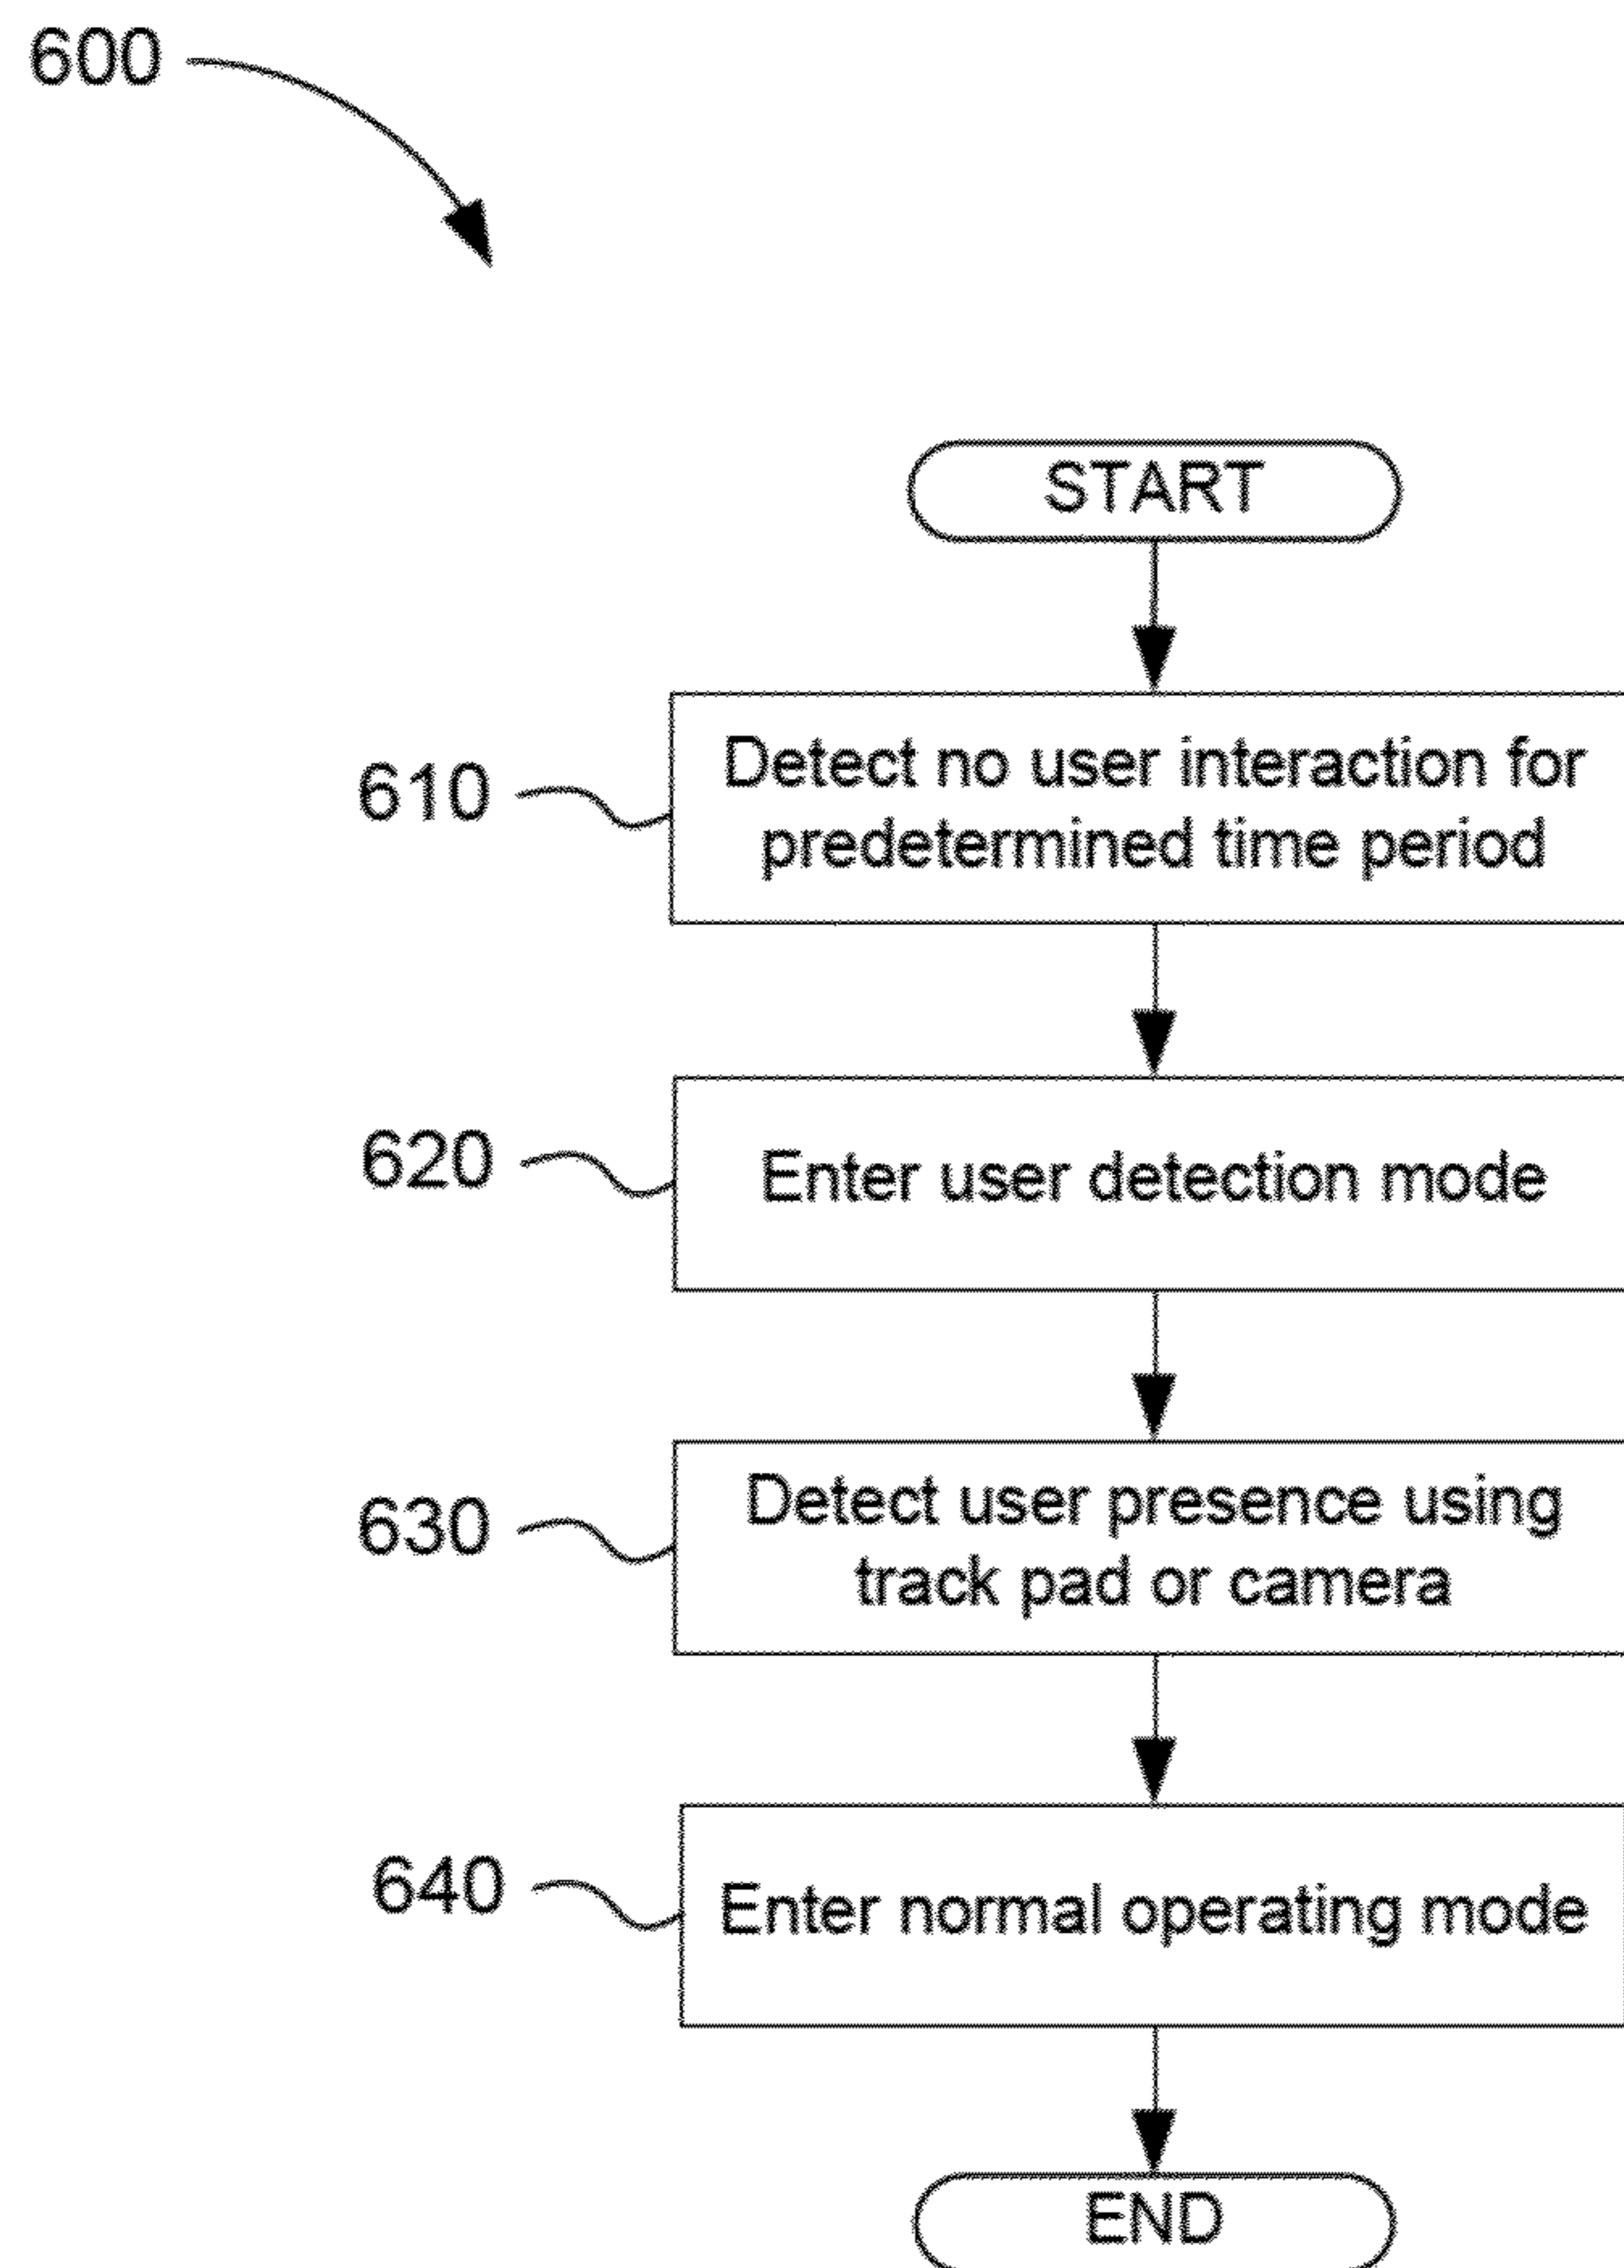 600
START
610
Detect no user interaction for
predetermined time period
620
Enter user detection mode
630
Detect user presence using
track pad or camera
640
Enter normal operating mode
END